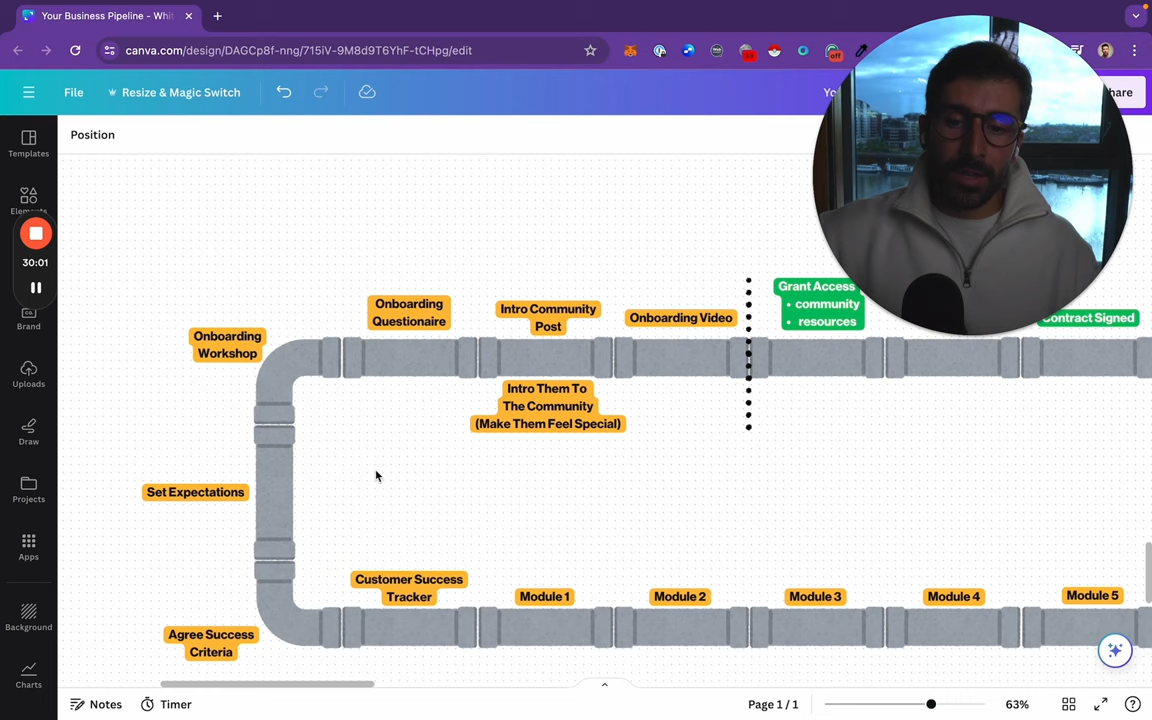 Your Business Pipeline - Whit
canva.com/design/DAGCp8f-nng/715iV-9M8d9T6YhF-tCHpg/edit
off
File
Resize & Magic Switch
Yo
hare
Position
Templates
Elements
30:01
Brand
Uploads
Draw
Projects
Apps
Background
Charts
Grant Access
• community
• resources
Contract Signed
Onboarding
Questionaire
Intro Community
Post
Onboarding Video
Onboarding
Workshop
Intro Them To
The Community
(Make Them Feel Special)
Set Expectations
Customer Success
Tracker
Module 1
Module 2
Module 3
Module 4
Module 5
Agree Success
Criteria
Notes
Timer
Page 1 / 1
63%